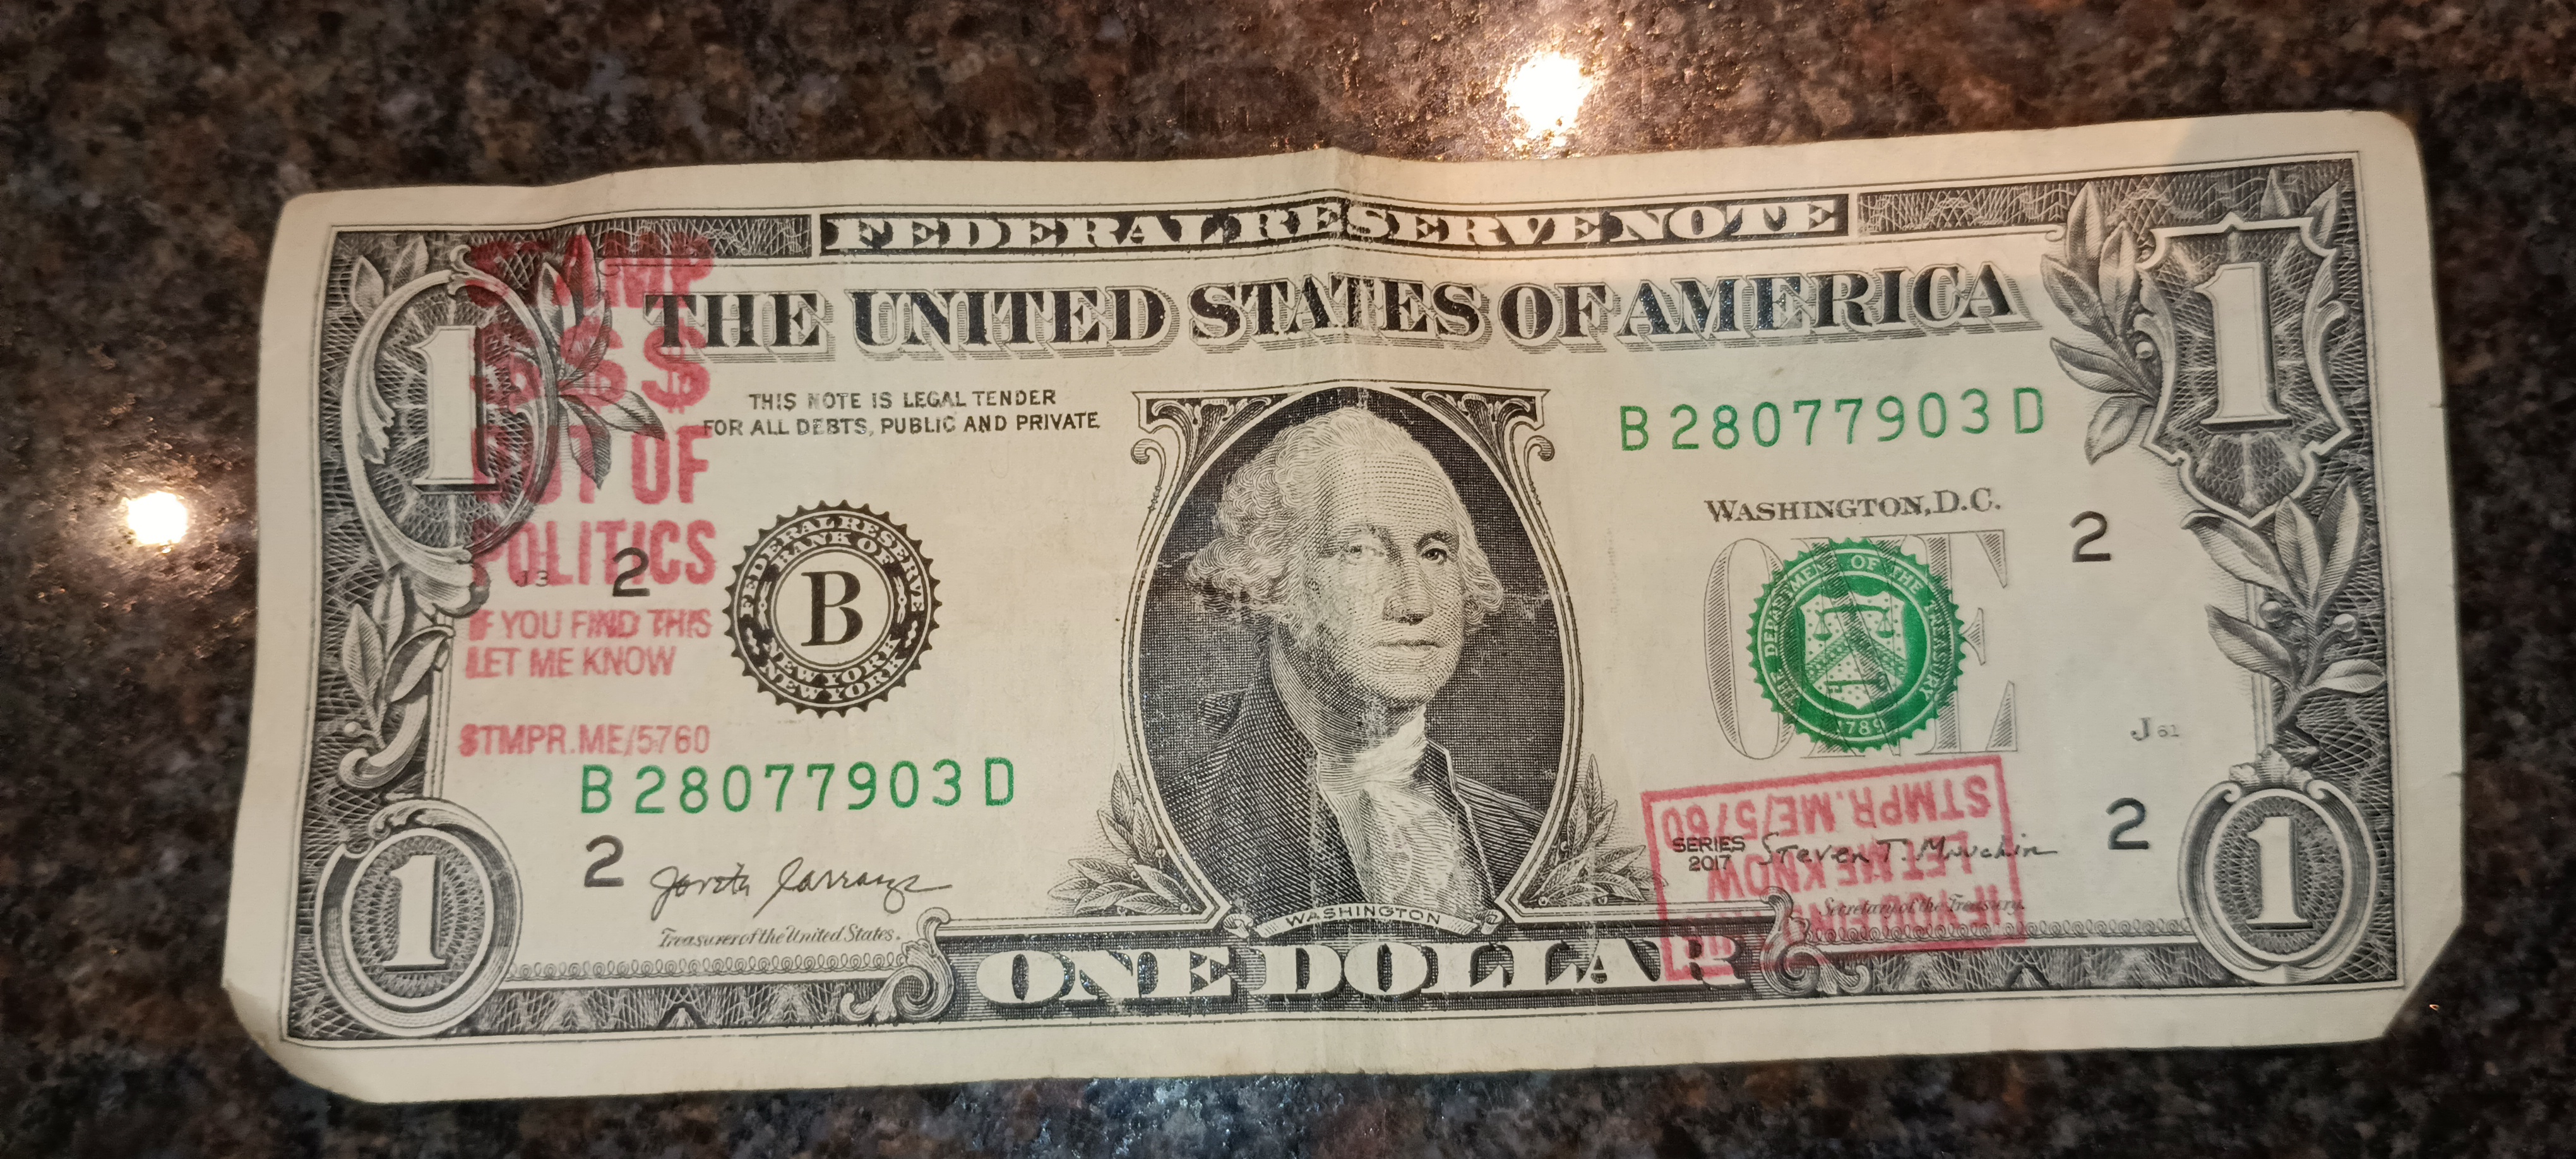 FEDERAL RESERVE NOTE
THE UNITED STATES OF AMERICA
1
1
STAMP
$$$
OUT OF
POLITICS
IF YOU FIND THIS
LET ME KNOW
STMPR.ME/5760
THIS NOTE IS LEGAL TENDER
FOR ALL DEBTS, PUBLIC AND PRIVATE
B 28077903 D
WASHINGTON, D.C.
J3
2
2
FEDERAL RESERVE
BANK OF
B
NEW YORK
NEW YORK
ONE
THE DEPARTMENT OF THE TREASURY
1789
J 61
B 28077903 D
2
2
Treasurer of the United States.
WASHINGTON
SERIES
2017
Steven T. Mnuchin
Secretary of the Treasury.
STMPR.ME/5760
LET ME KNOW
1
ONE DOLLAR
1